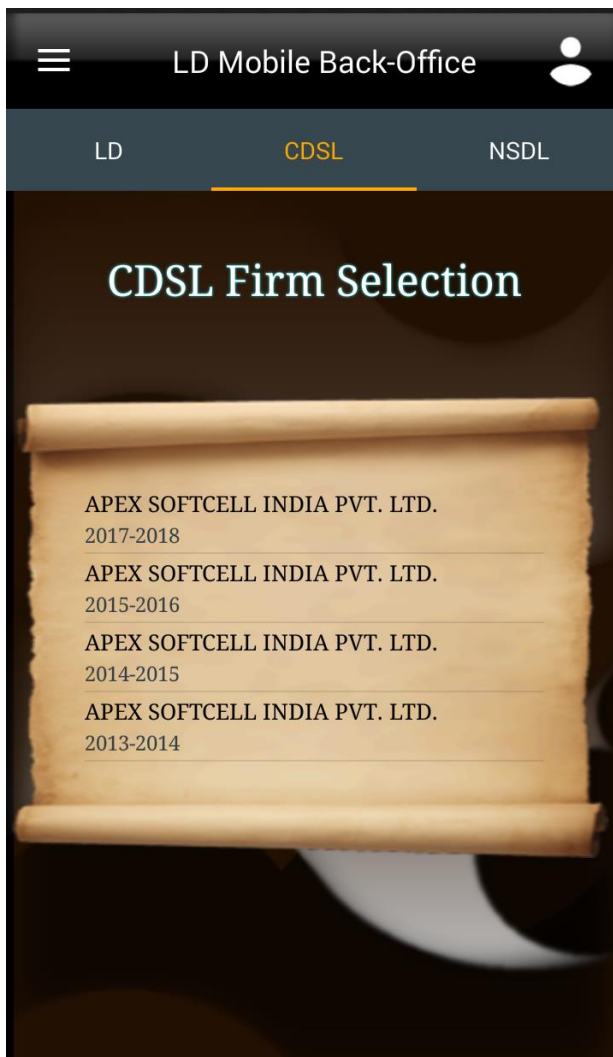 LD Mobile Back-Office
LD CDSL NSDL
CDSL Firm Selection
APEX SOFTCELL INDIA PVT. LTD.
2017-2018
APEX SOFTCELL INDIA PVT. LTD.
2015-2016
APEX SOFTCELL INDIA PVT. LTD.
2014-2015
APEX SOFTCELL INDIA PVT. LTD.
2013-2014